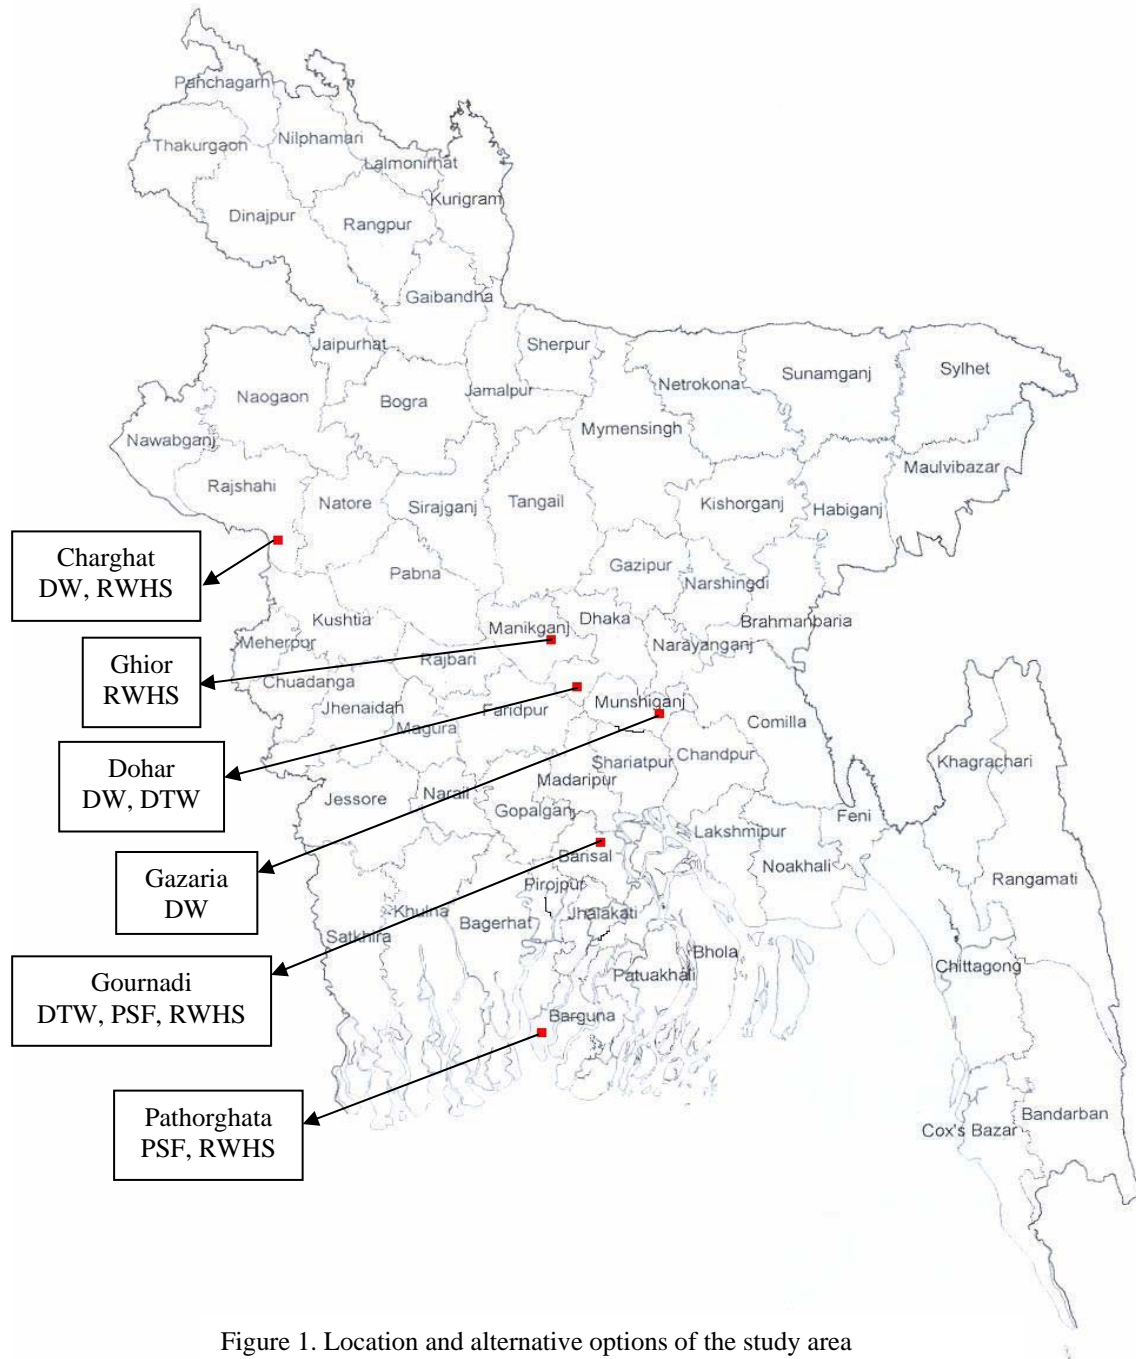 Panchagarh
Thakurgaon
Nilphamari
Lalmonirhat
Kurigram
Dinajpur
Rangpur
Gaibandha
Jaipurhat
Sherpur
Netrokona
Sunamganj
Sylhet
Naogaon
Bogra
Jamalpur
Mymensingh
Nawabganj
Maulvibazar
Rajshahi
Natore
Sirajganj
Tangail
Kishorganj
Habiganj
Charghat
DW, RWHS
Pabna
Gazipur
Narshingdi
Kushtia
Manikganj
Dhaka
Brahmanbaria
Meherpur
Rajbari
Narayanganj
Ghior
RWHS
Chuadanga
Jhenaidah
Magura
Faridpur
Munshiganj
Comilla
Dohar
DW, DTW
Shariatpur
Chandpur
Khagrachari
Jessore
Narail
Madaripur
Gopalganj
Lakshmipur
Feni
Gazaria
DW
Barisal
Noakhali
Pirojpur
Rangamati
Khulna
Bagerhat
Jhalakati
Satkhira
Bhola
Patuakhali
Chittagong
Gournadi
DTW, PSF, RWHS
Barguna
Pathorghata
PSF, RWHS
Cox's Bazar
Bandarban
Figure 1. Location and alternative options of the study area